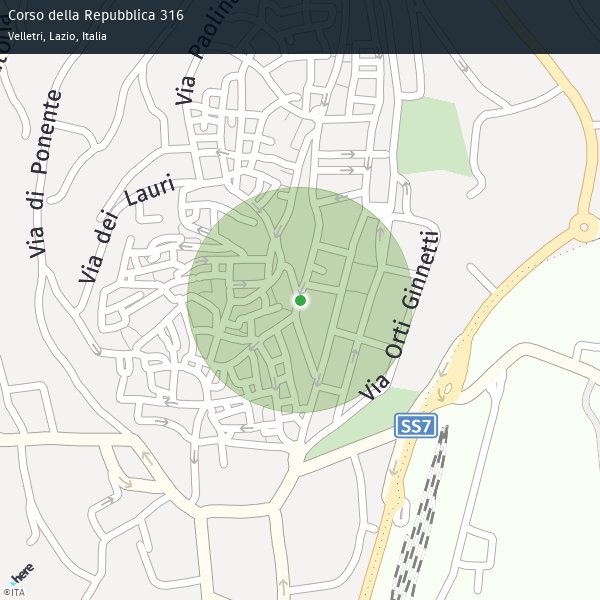 Corso della Repubblica 316
Velletri, Lazio, Italia
Via Paolina
Via di Ponente
Via dei Lauri
Via Orti Ginnetti
SS7
here
©ITA